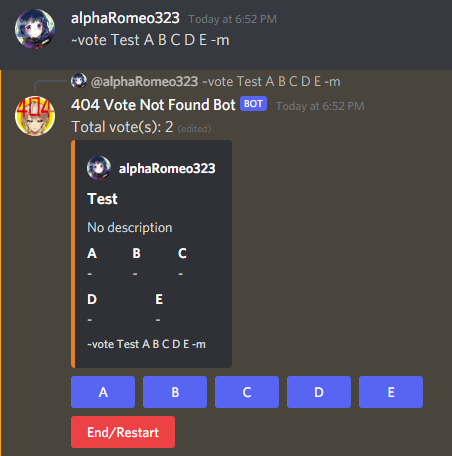 alphaRomeo323 Today at 6:52 PM
~vote Test A B C D E -m
@alphaRomeo323 ~vote Test A B C D E -m
404
404 Vote Not Found Bot BOT Today at 6:52 PM
Total vote(s): 2 (edited)
alphaRomeo323
Test
No description
A B C
- - -
D E
- -
~vote Test A B C D E -m
A B C D E
End/Restart